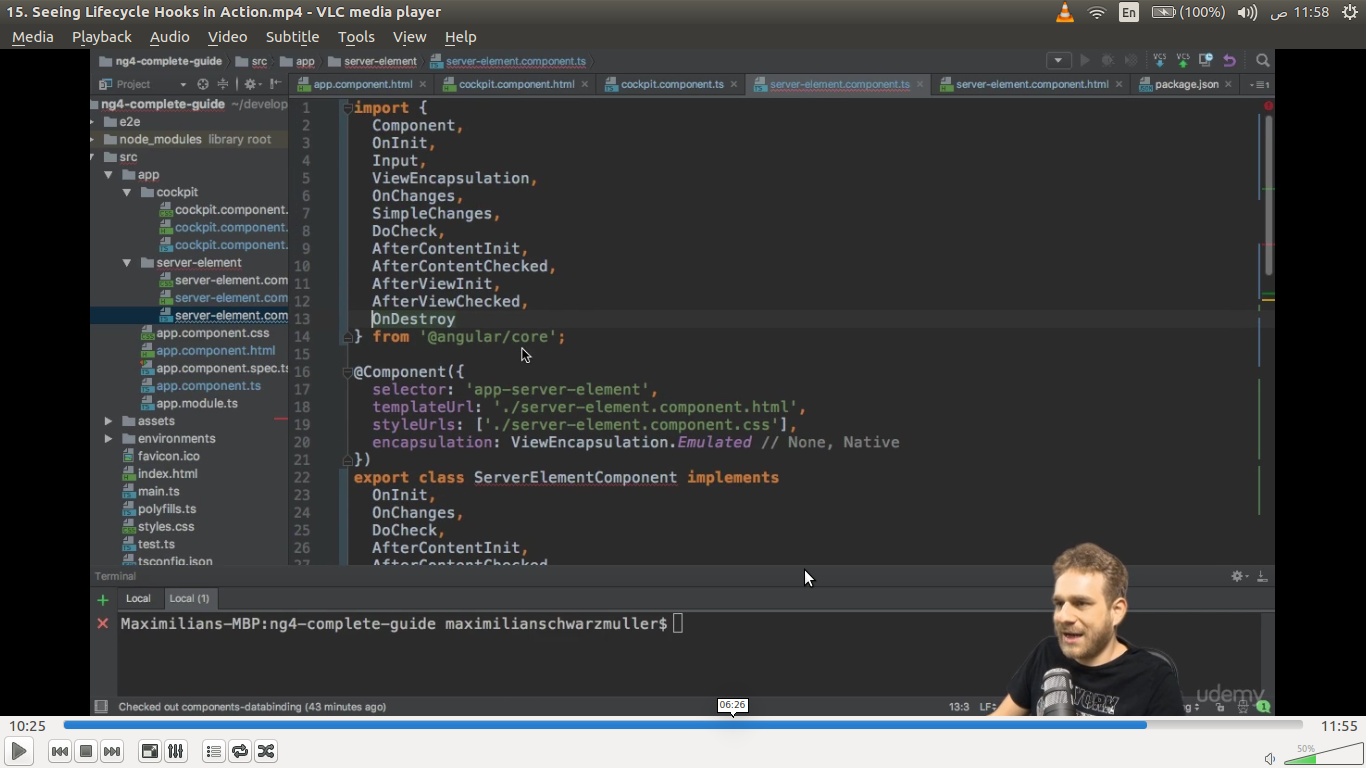 15. Seeing Lifecycle Hooks in Action.mp4 - VLC media player
En (100%) ص 11:58
Media Playback Audio Video Subtitle Tools View Help
ng4-complete-guide src app server-element server-element.component.ts
VCS VCS
Project
app.component.html cockpit.component.html cockpit.component.ts server-element.component.ts server-element.component.html package.json
ng4-complete-guide ~/develop
e2e
node_modules library root
src
app
cockpit
cockpit.component.
cockpit.component.
cockpit.component.
server-element
server-element.com
server-element.com
server-element.com
app.component.css
app.component.html
app.component.spec.ts
app.component.ts
app.module.ts
assets
environments
favicon.ico
index.html
main.ts
polyfills.ts
styles.css
test.ts
tsconfig.json
1 import {
2 Component,
3 OnInit,
4 Input,
5 ViewEncapsulation,
6 OnChanges,
7 SimpleChanges,
8 DoCheck,
9 AfterContentInit,
10 AfterContentChecked,
11 AfterViewInit,
12 AfterViewChecked,
13 OnDestroy
14 } from '@angular/core';
15
16 @Component({
17 selector: 'app-server-element',
18 templateUrl: './server-element.component.html',
19 styleUrls: ['./server-element.component.css'],
20 encapsulation: ViewEncapsulation.Emulated // None, Native
21 })
22 export class ServerElementComponent implements
23 OnInit,
24 OnChanges,
25 DoCheck,
26 AfterContentInit,
27 AfterContentChecked
Terminal
Local Local (1)
Maximilians-MBP:ng4-complete-guide maximilianschwarzmuller$
udemy
Checked out components-databinding (43 minutes ago) 13:3 LF
06:26
10:25 11:55
50%